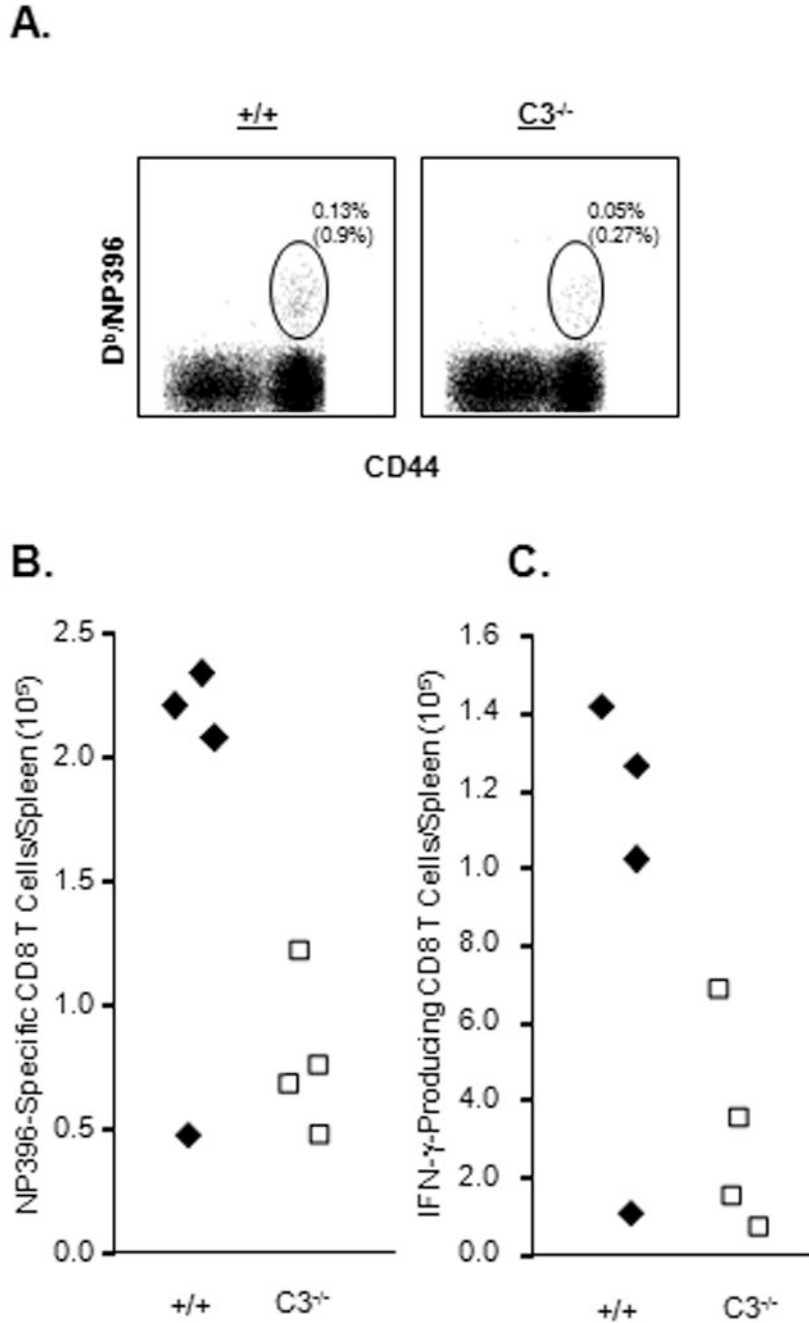 A.
+/+ C3-/-
0.13%
(0.9%)
0.05%
(0.27%)
Db/NP396
CD44
B.
NP396-Specific CD8 T Cells/Spleen (10⁵)
2.5
2.0
1.5
1.0
0.5
0.0
+/+ C3-/-
C.
IFN-γ-Producing CD8 T Cells/Spleen (10⁵)
1.6
1.4
1.2
1.0
8.0
6.0
4.0
2.0
0.0
+/+ C3-/-